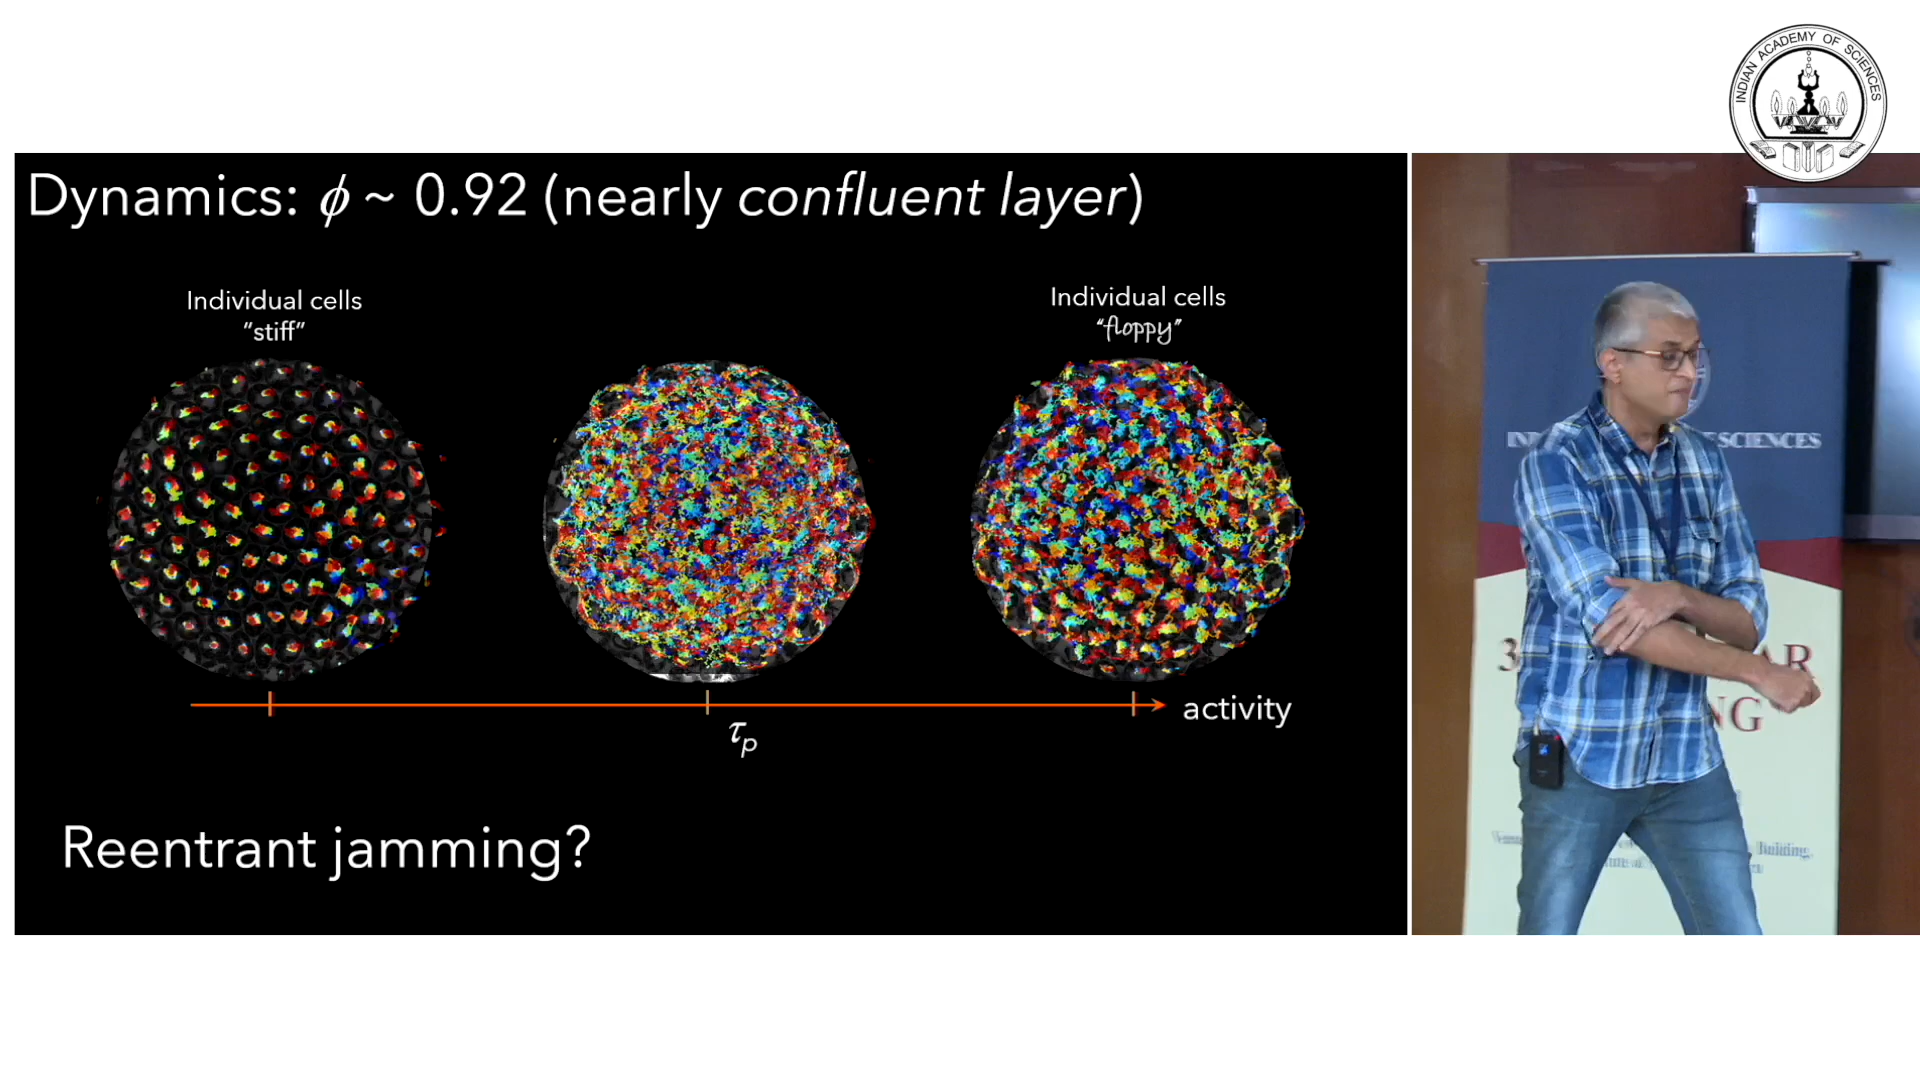 INDIAN ACADEMY OF SCIENCES
Dynamics: ϕ ~ 0.92 (nearly confluent layer)
Individual cells
"stiff"
Individual cells
"floppy"
activity
τp
Reentrant jamming?
SCIENCES